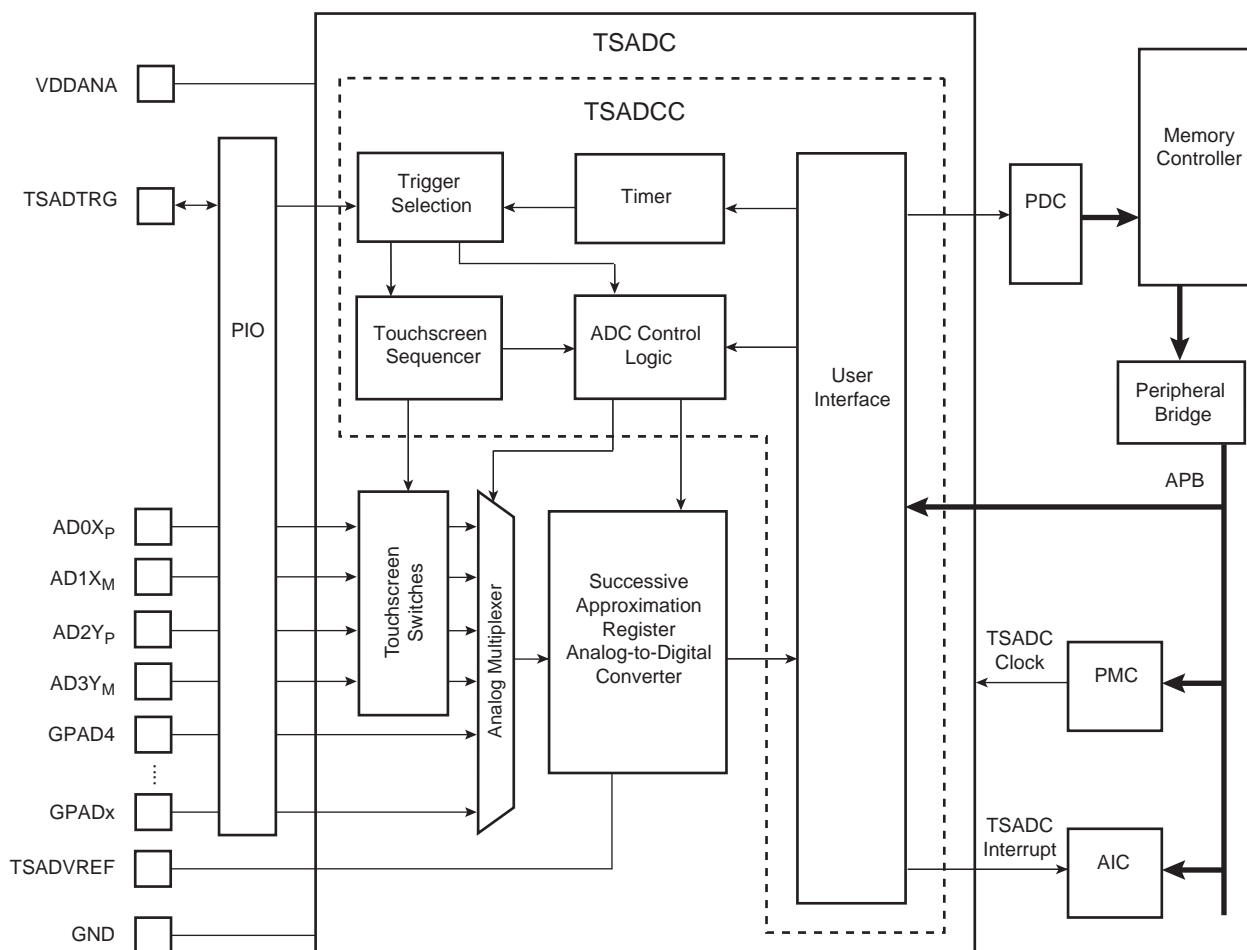 TSADC
VDDANA
TSADCC
Memory
Controller
Trigger
Selection
Timer
PDC
TSADTRG
PIO
Touchscreen
Sequencer
ADC Control
Logic
User
Interface
Peripheral
Bridge
APB
AD0XP
AD1XM
AD2YP
AD3YM
GPAD4
GPADx
TSADVREF
GND
Touchscreen
Switches
Analog Multiplexer
Successive
Approximation
Register
Analog-to-Digital
Converter
TSADC
Clock
PMC
TSADC
Interrupt
AIC